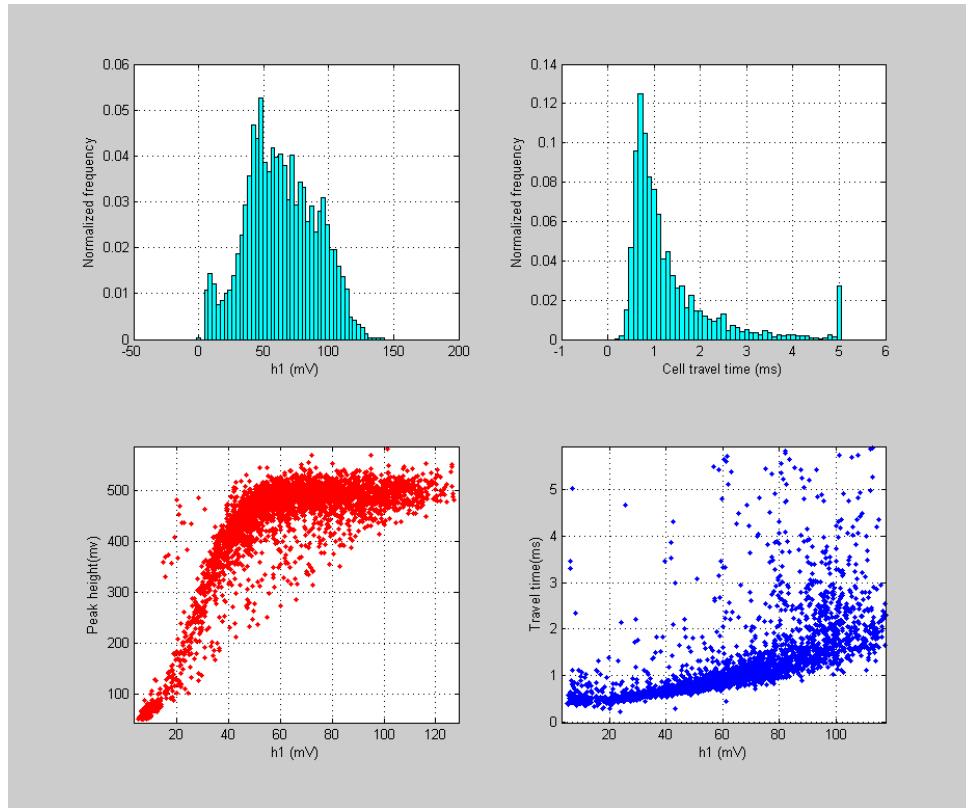 0.06
0.05
0.04
0.03
0.02
0.01
0
-50 0 50 100 150 200
Normalized frequency
h1 (mV)
0.14
0.12
0.10
0.08
0.06
0.04
0.02
0
-1 0 1 2 3 4 5 6
Normalized frequency
Cell travel time (ms)
500
400
300
200
100
20 40 60 80 100 120
Peak height(mv)
h1 (mV)
5
4
3
2
1
0
20 40 60 80 100
Travel time(ms)
h1 (mV)